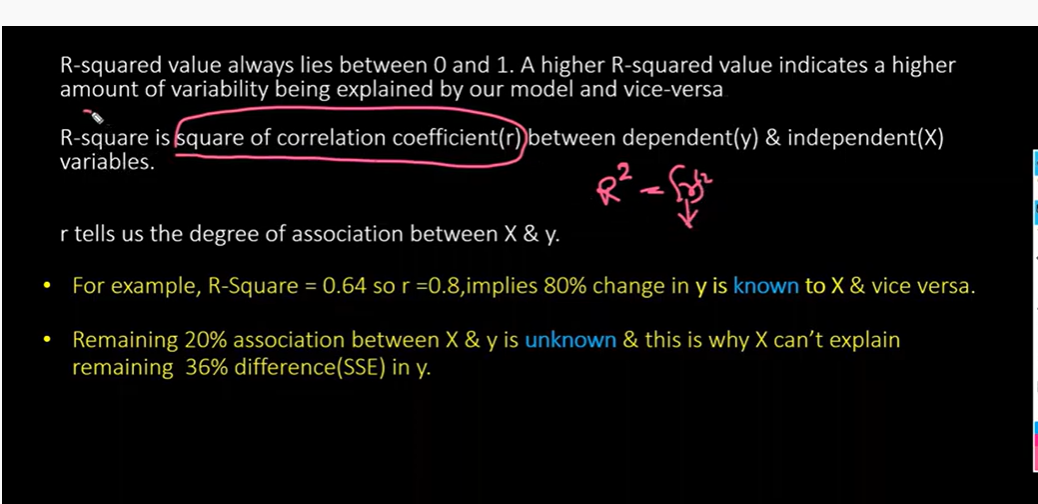 R-squared value always lies between 0 and 1. A higher R-squared value indicates a higher
amount of variability being explained by our model and vice-versa
R-square is square of correlation coefficient(r) between dependent(y) & independent(X)
variables.
R² = (r)²
r tells us the degree of association between X & y.
• For example, R-Square = 0.64 so r =0.8,implies 80% change in y is known to X & vice versa.
• Remaining 20% association between X & y is unknown & this is why X can't explain
remaining 36% difference(SSE) in y.